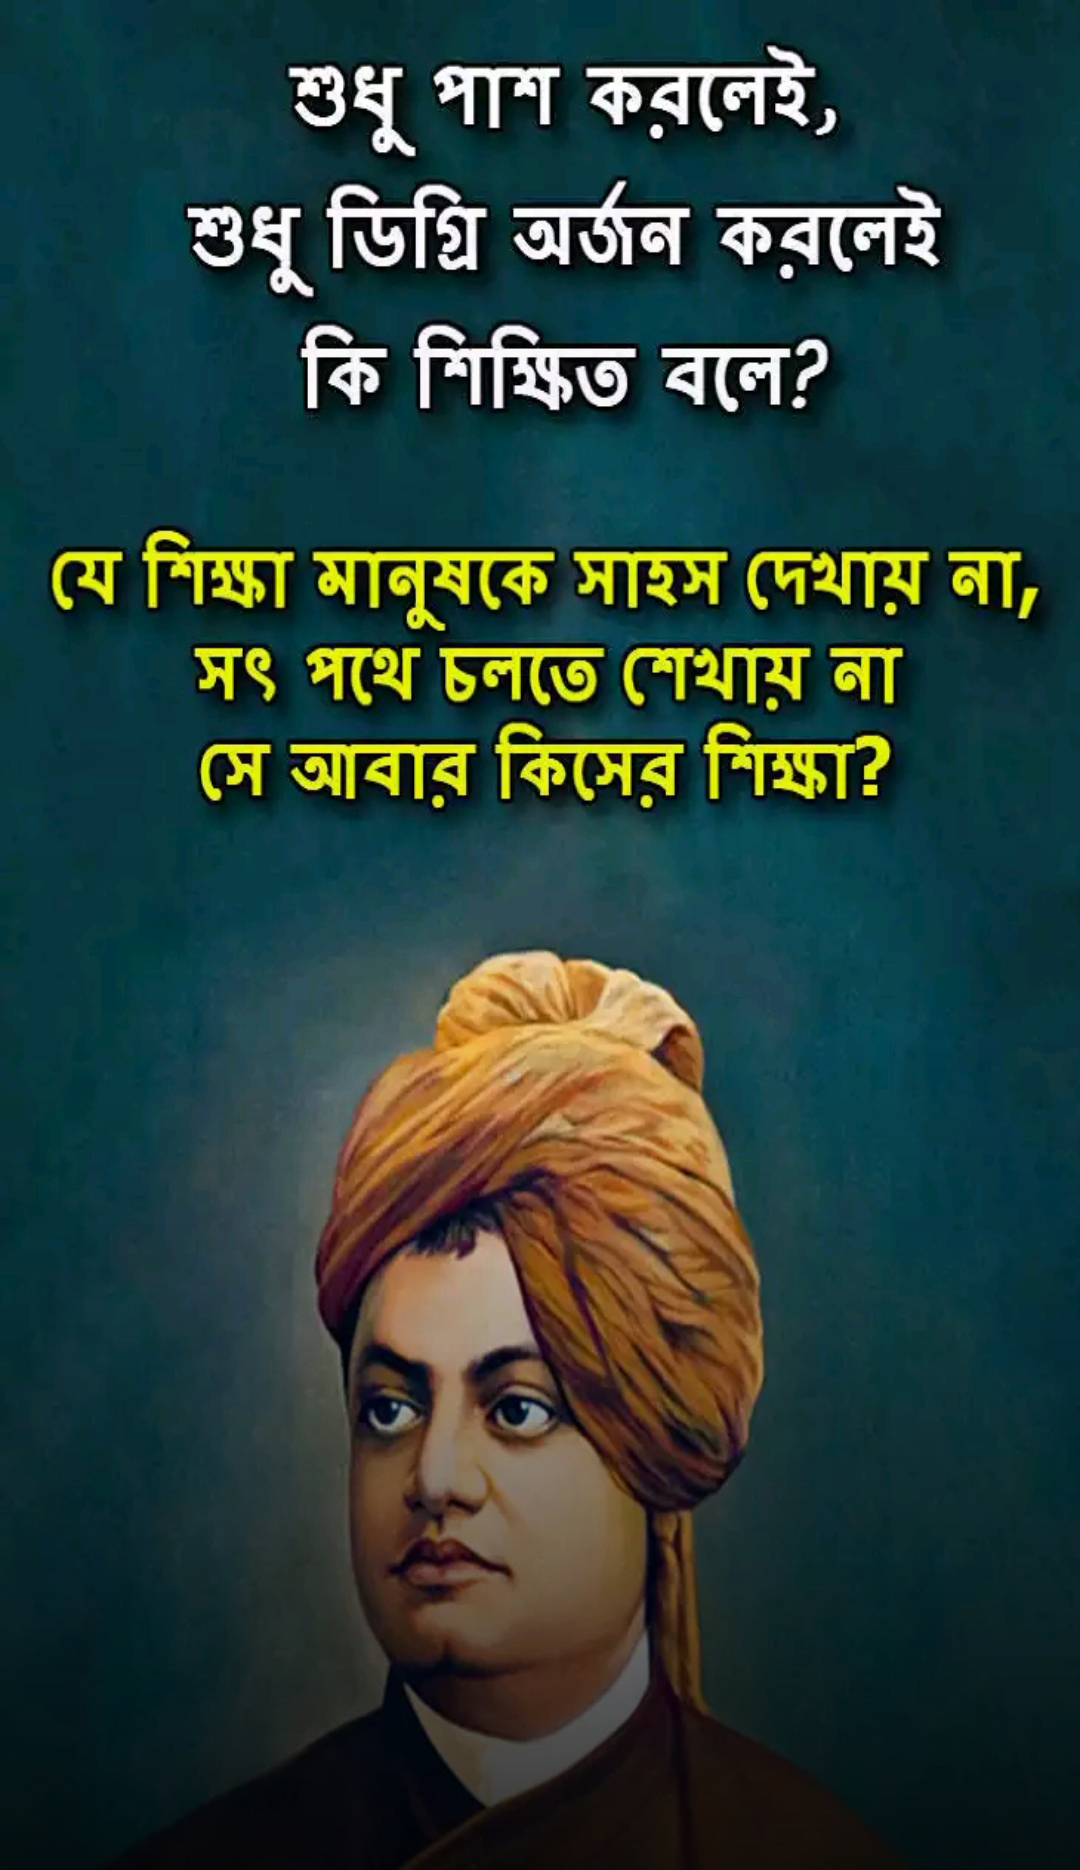 শুধু পাশ করলেই,
শুধু ডিগ্রি অর্জন করলেই
কি শিক্ষিত বলে?
যে শিক্ষা মানুষকে সাহস দেখায় না,
সৎ পথে চলতে শেখায় না
সে আবার কিসের শিক্ষা?